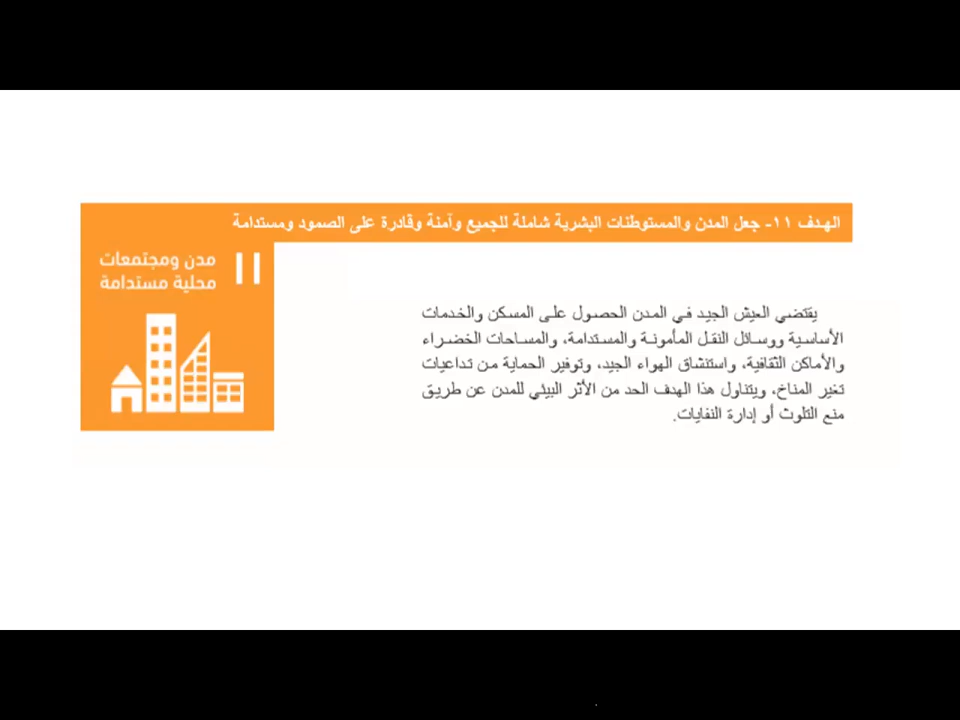 الهدف ١١- جعل المدن والمستوطنات البشرية شاملة للجميع وآمنة وقادرة على الصمود ومستدامة
١١ مدن ومجتمعات
محلية مستدامة
يقتضي العيش الجيد في المدن الحصول على المسكن والخدمات
الأساسية ووسائل النقل المأمونة والمستدامة، والمساحات الخضراء
والأماكن الثقافية، واستنشاق الهواء الجيد، وتوفير الحماية من تداعيات
تغير المناخ، ويتناول هذا الهدف الحد من الأثر البيئي للمدن عن طريق
منع التلوث أو إدارة النفايات.